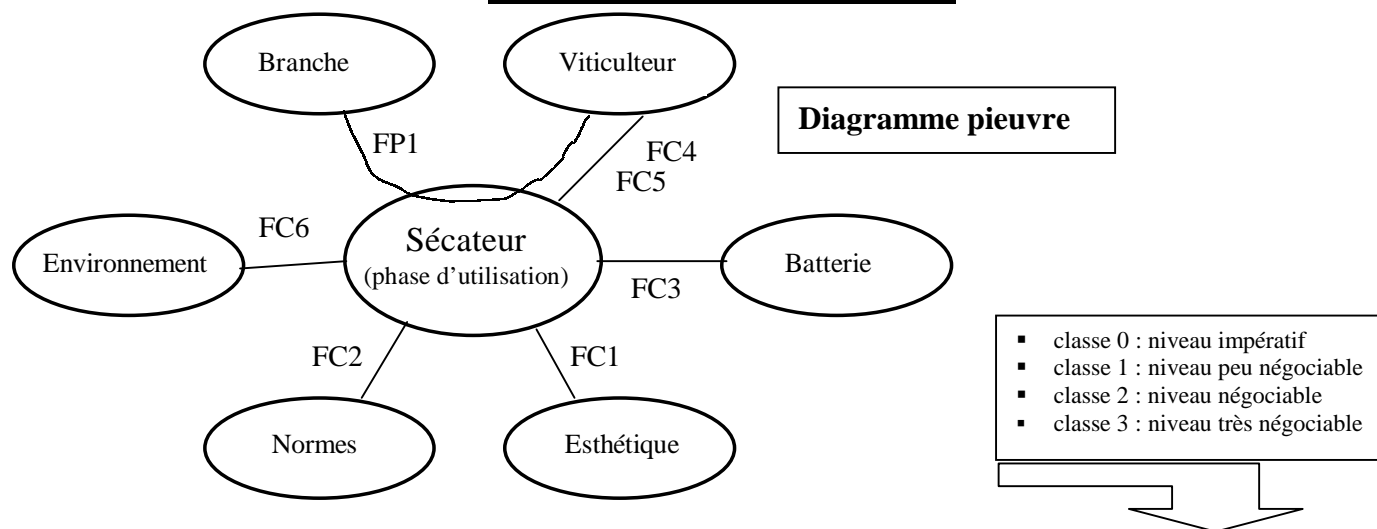 Branche
Viticulteur
Diagramme pieuvre
FP1
FC4
FC5
FC6
Sécateur
(phase d'utilisation)
Environnement
Batterie
FC3
FC2
FC1
▪ classe 0 : niveau impératif
▪ classe 1 : niveau peu négociable
▪ classe 2 : niveau négociable
▪ classe 3 : niveau très négociable
Normes
Esthétique